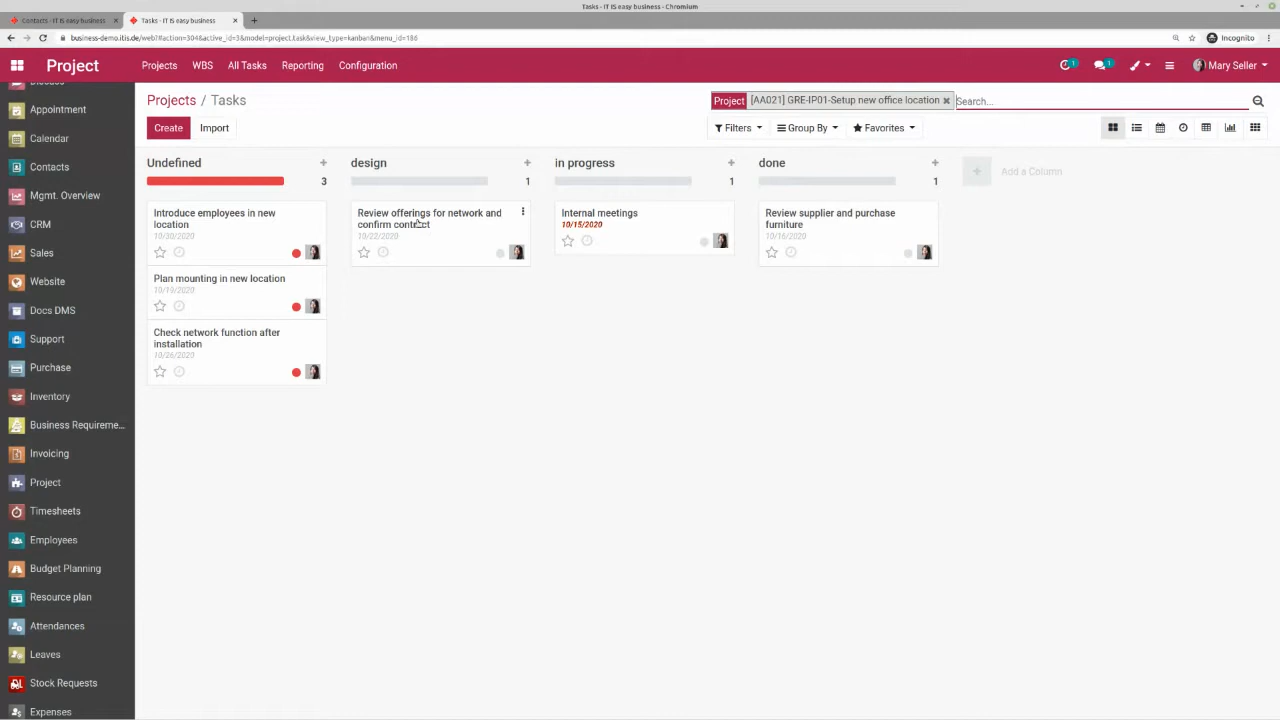 Tasks - IT IS easy business - Chromium
Contacts - IT IS easy business
Tasks - IT IS easy business
business-demo.itis.de/web?#action=304&active_id=3&model=project.task&view_type=kanban&menu_id=186
Incognito
Project
Projects
WBS
All Tasks
Reporting
Configuration
1
1
Mary Seller
Discuss
Appointment
Calendar
Contacts
Mgmt. Overview
CRM
Sales
Website
Docs DMS
Support
Purchase
Inventory
Business Requireme...
Invoicing
Project
Timesheets
Employees
Budget Planning
Resource plan
Attendances
Leaves
Stock Requests
Expenses
Projects / Tasks
Project [AA021] GRE-IP01-Setup new office location
Search...
Create
Import
Filters
Group By
Favorites
Undefined
3
Introduce employees in new
location
10/30/2020
Plan mounting in new location
10/19/2020
Check network function after
installation
10/26/2020
design
1
Review offerings for network and
confirm contract
10/22/2020
in progress
1
Internal meetings
10/15/2020
done
1
Review supplier and purchase
furniture
10/16/2020
Add a Column